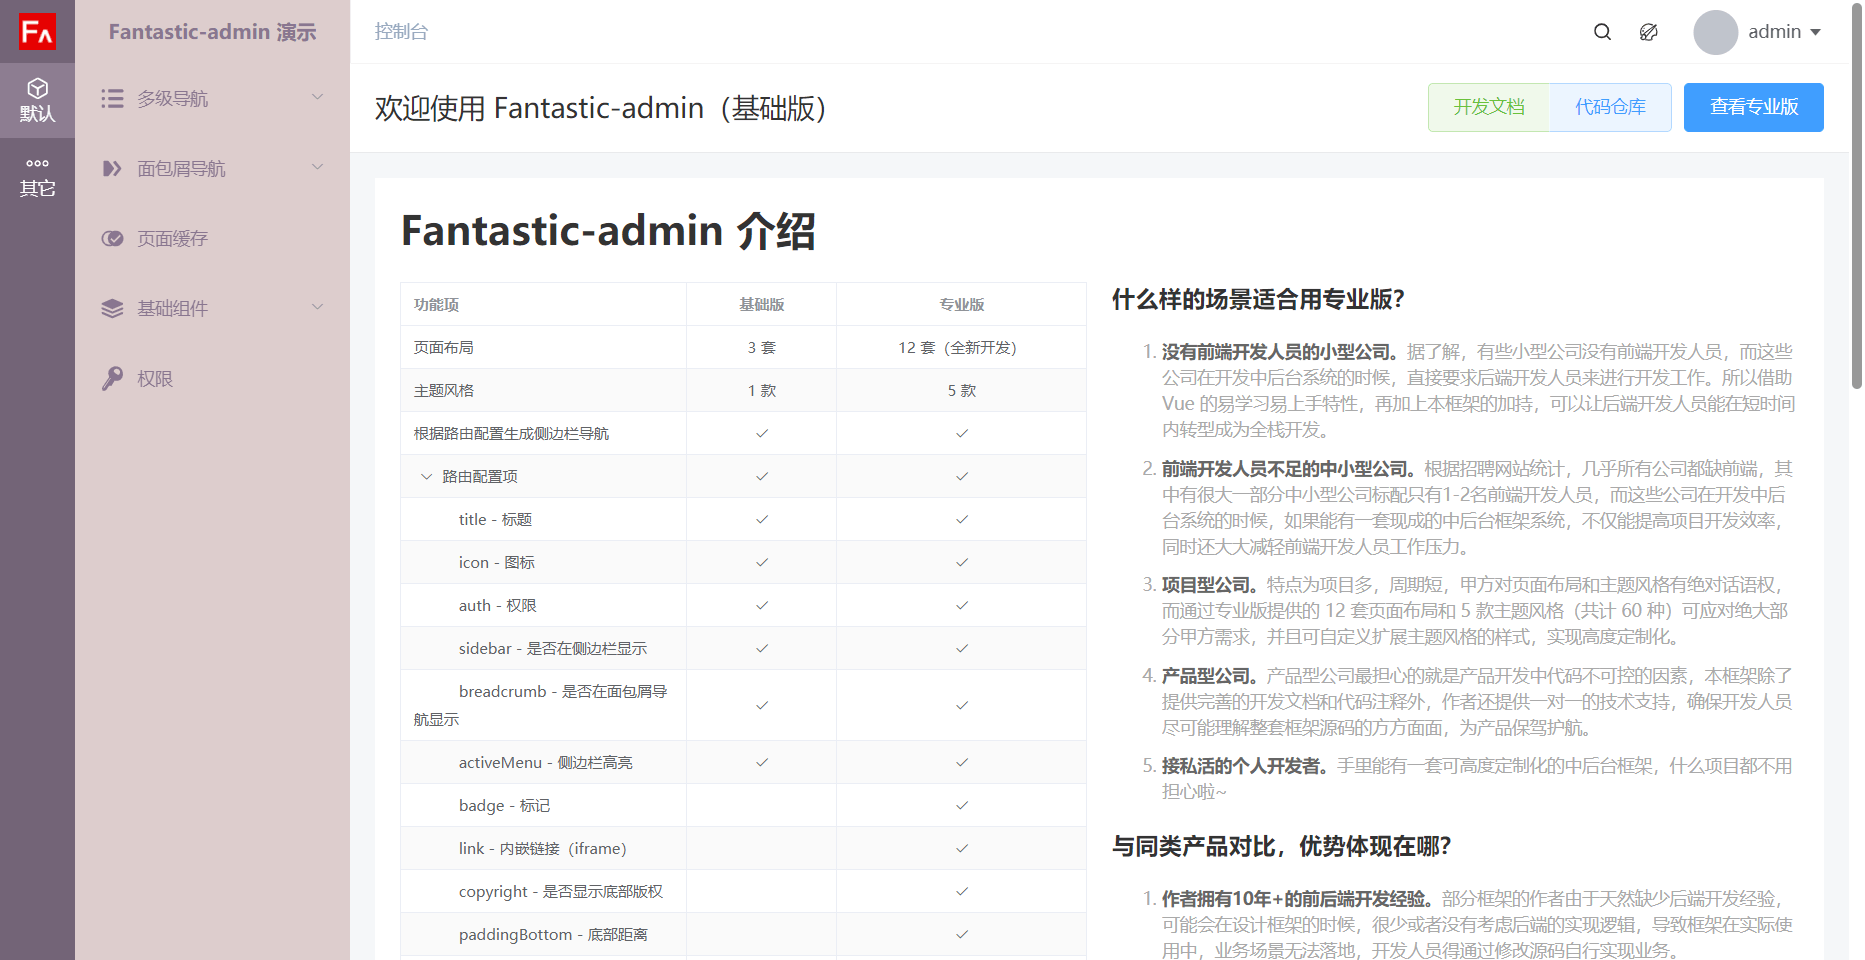 FA
默认
其它
Fantastic-admin 演示
多级导航
面包屑导航
页面缓存
基础组件
权限
控制台
admin
欢迎使用 Fantastic-admin（基础版）
开发文档
代码仓库
查看专业版
Fantastic-admin 介绍
功能项 基础版 专业版
页面布局 3 套 12 套（全新开发）
主题风格 1 款 5 款
根据路由配置生成侧边栏导航
路由配置项
title - 标题
icon - 图标
auth - 权限
sidebar - 是否在侧边栏显示
breadcrumb - 是否在面包屑导
航显示
activeMenu - 侧边栏高亮
badge - 标记
link - 内嵌链接（iframe）
copyright - 是否显示底部版权
paddingBottom - 底部距离
什么样的场景适合用专业版？
1. 没有前端开发人员的小型公司。据了解，有些小型公司没有前端开发人员，而这些
公司在开发中后台系统的时候，直接要求后端开发人员来进行开发工作。所以借助
Vue 的易学习易上手特性，再加上本框架的加持，可以让后端开发人员能在短时间
内转型成为全栈开发。
2. 前端开发人员不足的中小型公司。根据招聘网站统计，几乎所有公司都缺前端，其
中有很大一部分中小型公司标配只有1-2名前端开发人员，而这些公司在开发中后
台系统的时候，如果能有一套现成的中后台框架系统，不仅能提高项目开发效率，
同时还大大减轻前端开发人员工作压力。
3. 项目型公司。特点为项目多，周期短，甲方对页面布局和主题风格有绝对话语权，
而通过专业版提供的 12 套页面布局和 5 款主题风格（共计 60 种）可应对绝大部
分甲方需求，并且可自定义扩展主题风格的样式，实现高度定制化。
4. 产品型公司。产品型公司最担心的就是产品开发中代码不可控的因素，本框架除了
提供完善的开发文档和代码注释外，作者还提供一对一的技术支持，确保开发人员
尽可能理解整套框架源码的方方面面，为产品保驾护航。
5. 接私活的个人开发者。手里能有一套可高度定制化的中后台框架，什么项目都不用
担心啦~
与同类产品对比，优势体现在哪？
1. 作者拥有10年+的前后端开发经验。部分框架的作者由于天然缺少后端开发经验，
可能会在设计框架的时候，很少或者没有考虑后端的实现逻辑，导致框架在实际使
用中，业务场景无法落地，开发人员得通过修改源码自行实现业务。